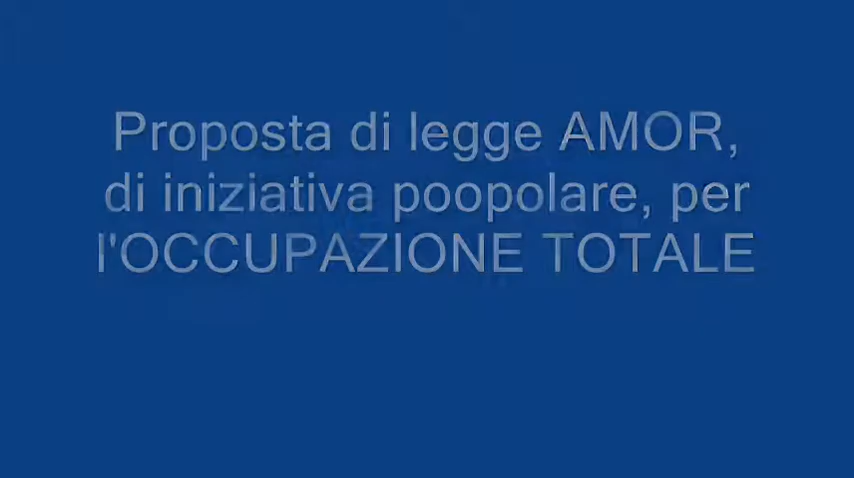 Proposta di legge AMOR,
di iniziativa poopolare, per
l'OCCUPAZIONE TOTALE